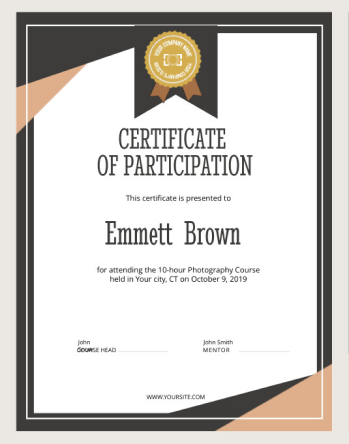 YOUR COMPANY NAME
CERTIFICATE
OF PARTICIPATION
This certificate is presented to
Emmett Brown
for attending the 10-hour Photography Course
held in Your city, CT on October 9, 2019
John
COURSE HEAD
John Smith
MENTOR
WWW.YOURSITE.COM